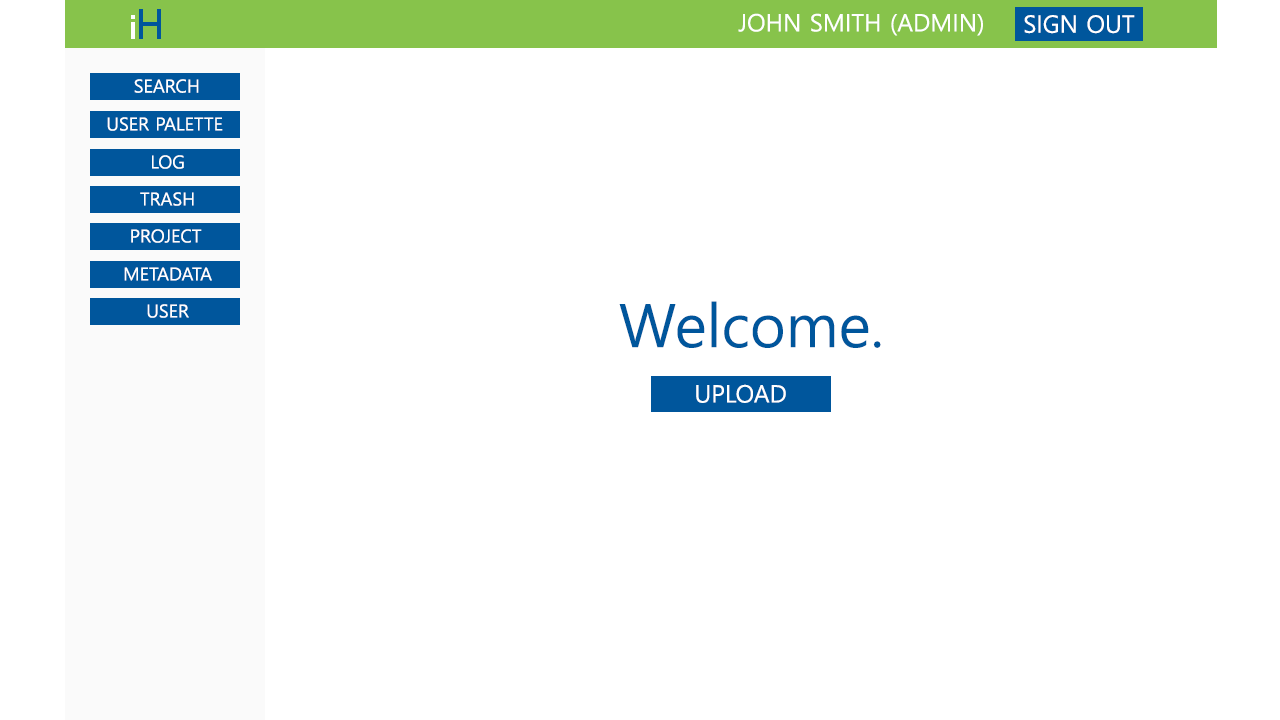 iH
JOHN SMITH (ADMIN)
SIGN OUT
SEARCH
USER PALETTE
LOG
TRASH
PROJECT
METADATA
USER
Welcome.
UPLOAD